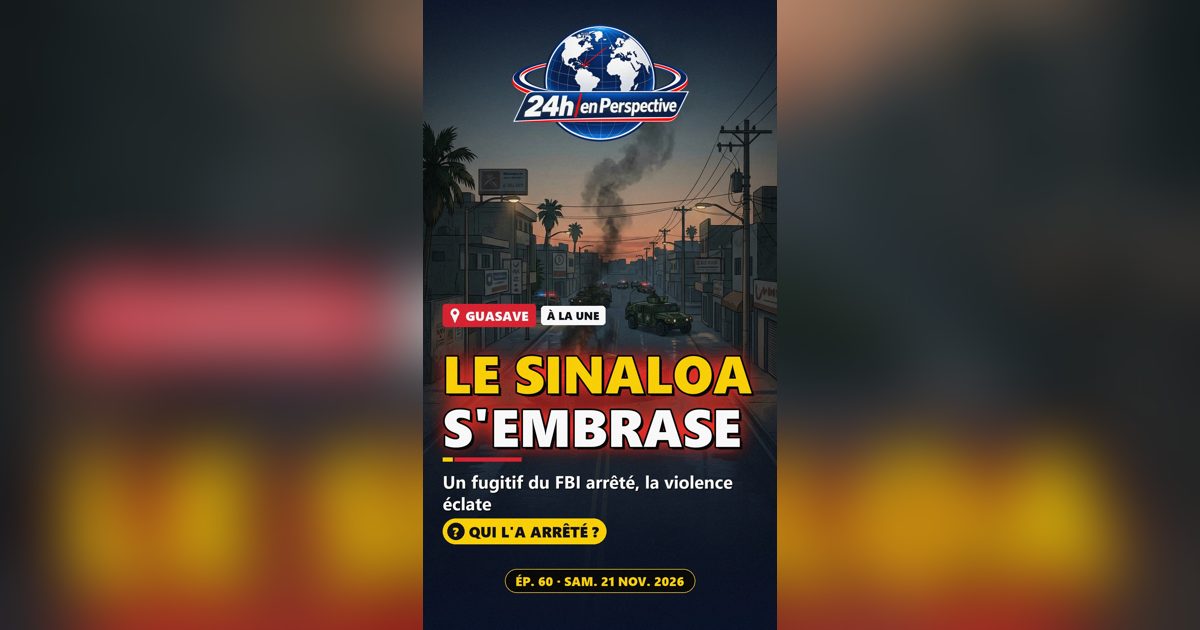 24h/en Perspective
GUASAVE
À LA UNE
LE SINALOA
S'EMBRASE
Un fugitif du FBI arrêté, la violence
éclate
? QUI L'A ARRÊTÉ ?
ÉP. 60 · SAM. 21 NOV. 2026